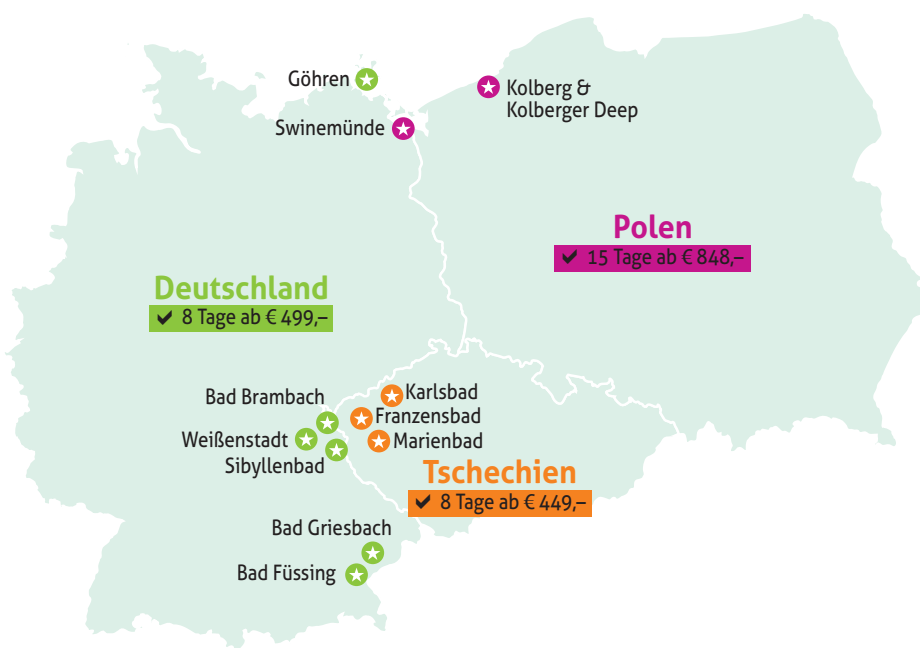 Göhren
Kolberg &
Kolberger Deep
Swinemünde
Polen
15 Tage ab € 848,–
Deutschland
8 Tage ab € 499,–
Bad Brambach
Karlsbad
Franzensbad
Weißenstadt
Marienbad
Sibyllenbad
Tschechien
8 Tage ab € 449,–
Bad Griesbach
Bad Füssing